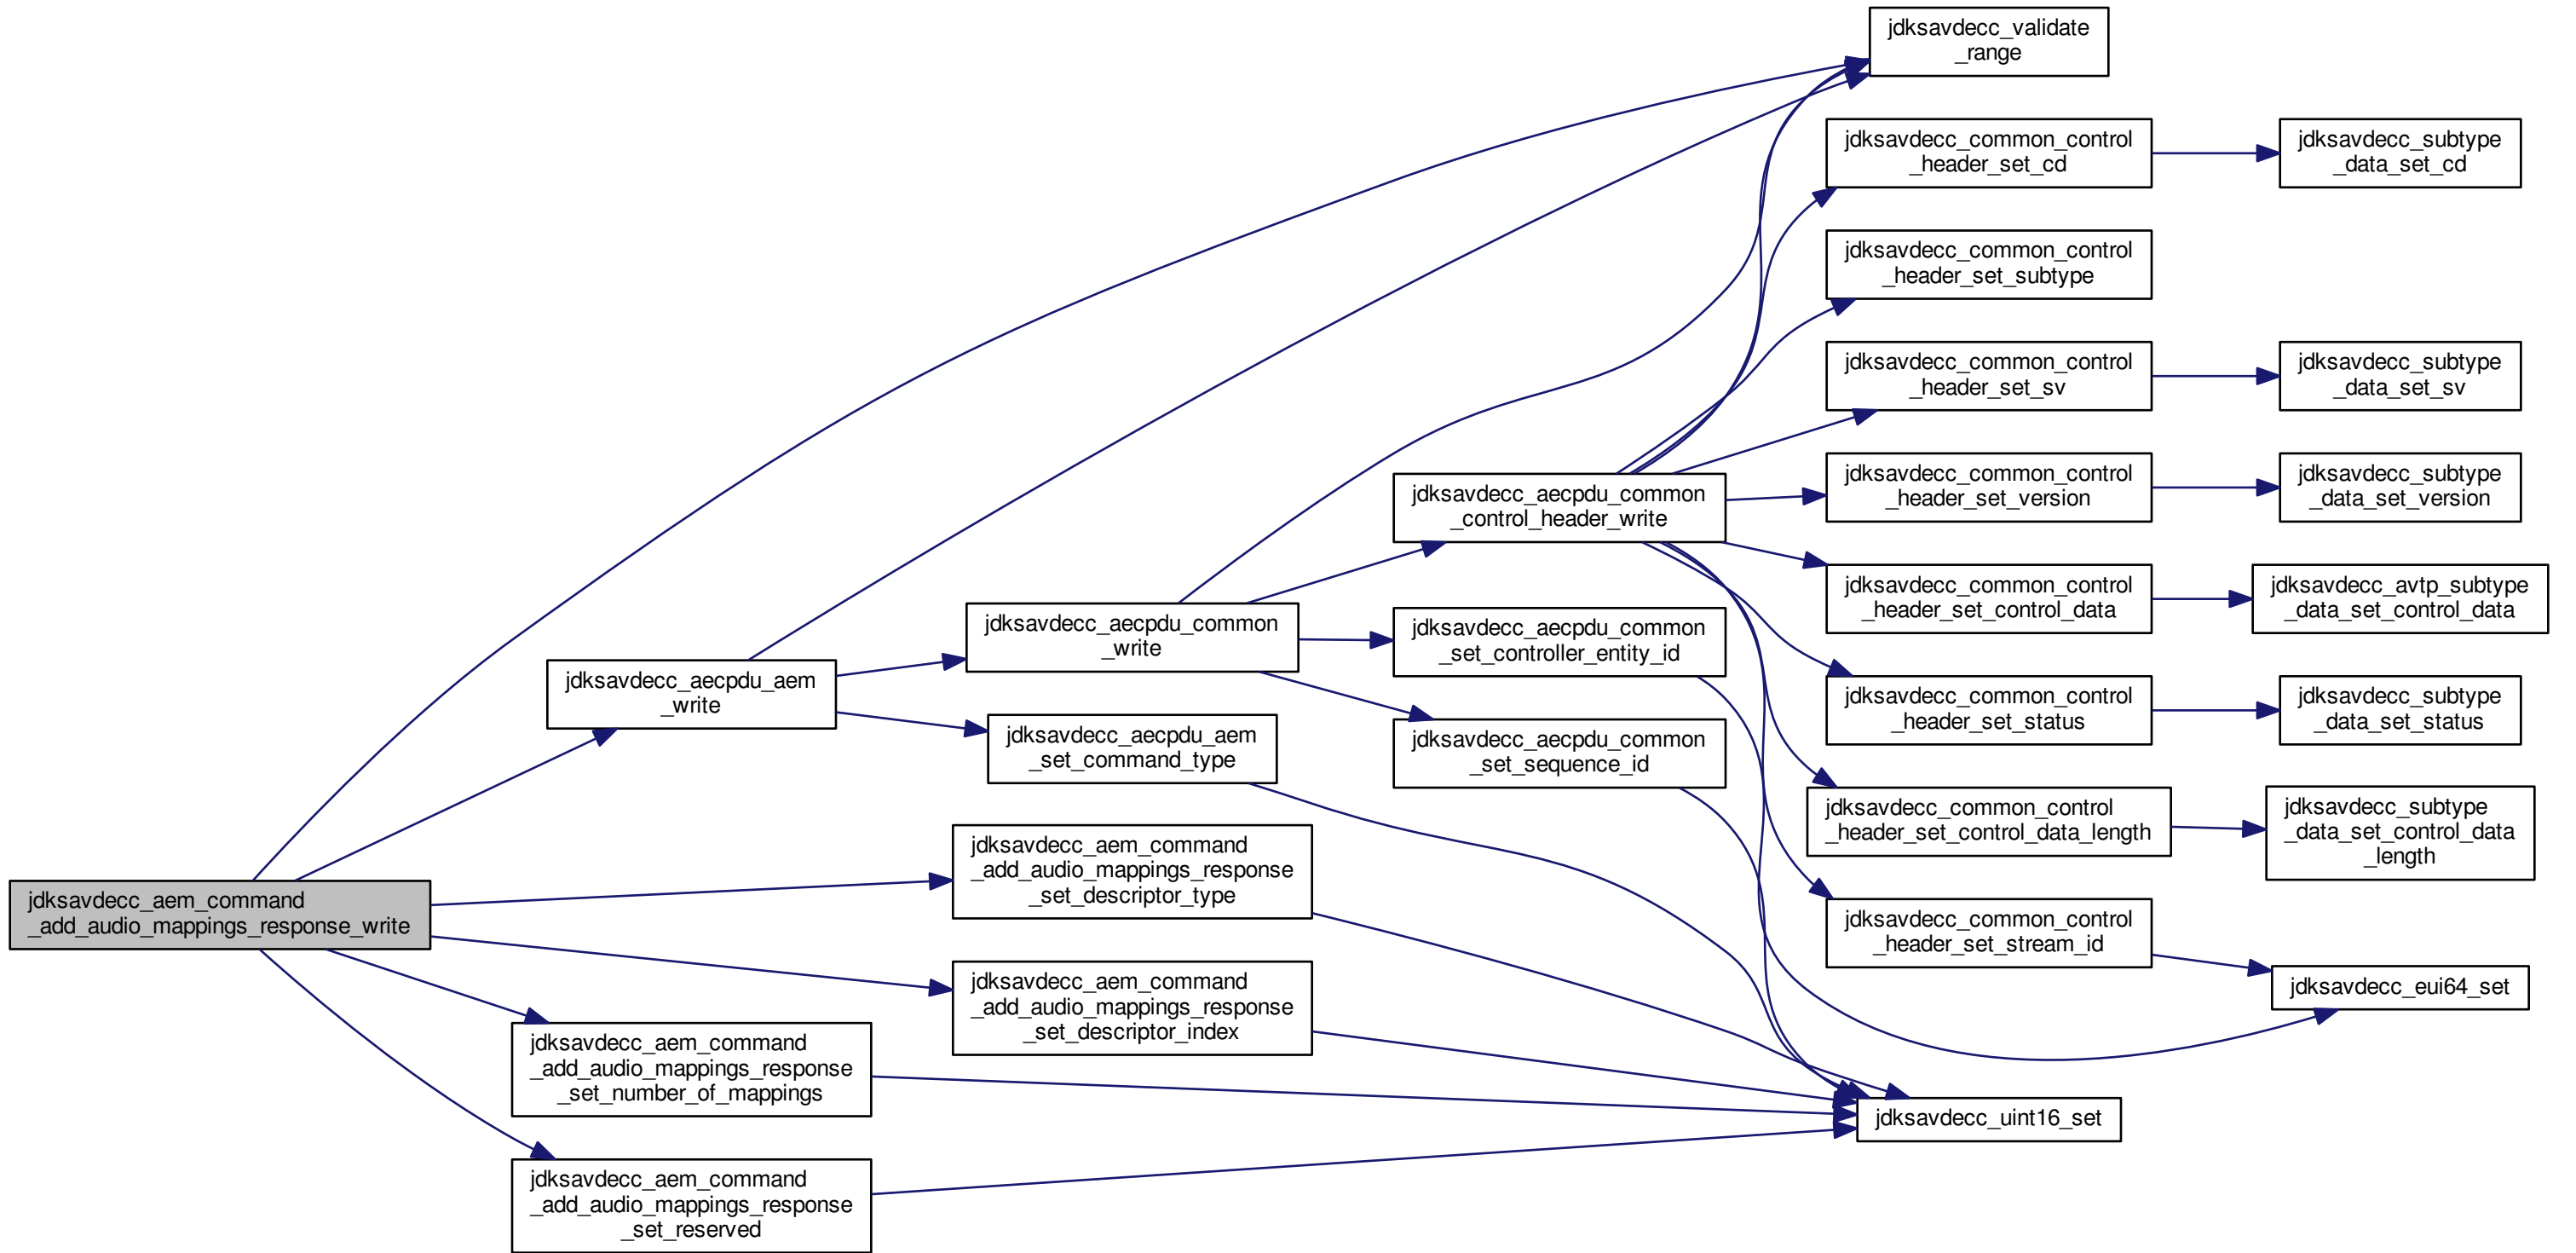 jdksavdecc_aem_command
_add_audio_mappings_response_write
jdksavdecc_aecpdu_aem
_write
jdksavdecc_aem_command
_add_audio_mappings_response
_set_number_of_mappings
jdksavdecc_aem_command
_add_audio_mappings_response
_set_reserved
jdksavdecc_aecpdu_common
_write
jdksavdecc_aecpdu_aem
_set_command_type
jdksavdecc_aem_command
_add_audio_mappings_response
_set_descriptor_type
jdksavdecc_aem_command
_add_audio_mappings_response
_set_descriptor_index
jdksavdecc_aecpdu_common
_control_header_write
jdksavdecc_aecpdu_common
_set_controller_entity_id
jdksavdecc_aecpdu_common
_set_sequence_id
jdksavdecc_validate
_range
jdksavdecc_common_control
_header_set_cd
jdksavdecc_common_control
_header_set_subtype
jdksavdecc_common_control
_header_set_sv
jdksavdecc_common_control
_header_set_version
jdksavdecc_common_control
_header_set_control_data
jdksavdecc_common_control
_header_set_status
jdksavdecc_common_control
_header_set_control_data_length
jdksavdecc_common_control
_header_set_stream_id
jdksavdecc_uint16_set
jdksavdecc_subtype
_data_set_cd
jdksavdecc_subtype
_data_set_sv
jdksavdecc_subtype
_data_set_version
jdksavdecc_avtp_subtype
_data_set_control_data
jdksavdecc_subtype
_data_set_status
jdksavdecc_subtype
_data_set_control_data
_length
jdksavdecc_eui64_set